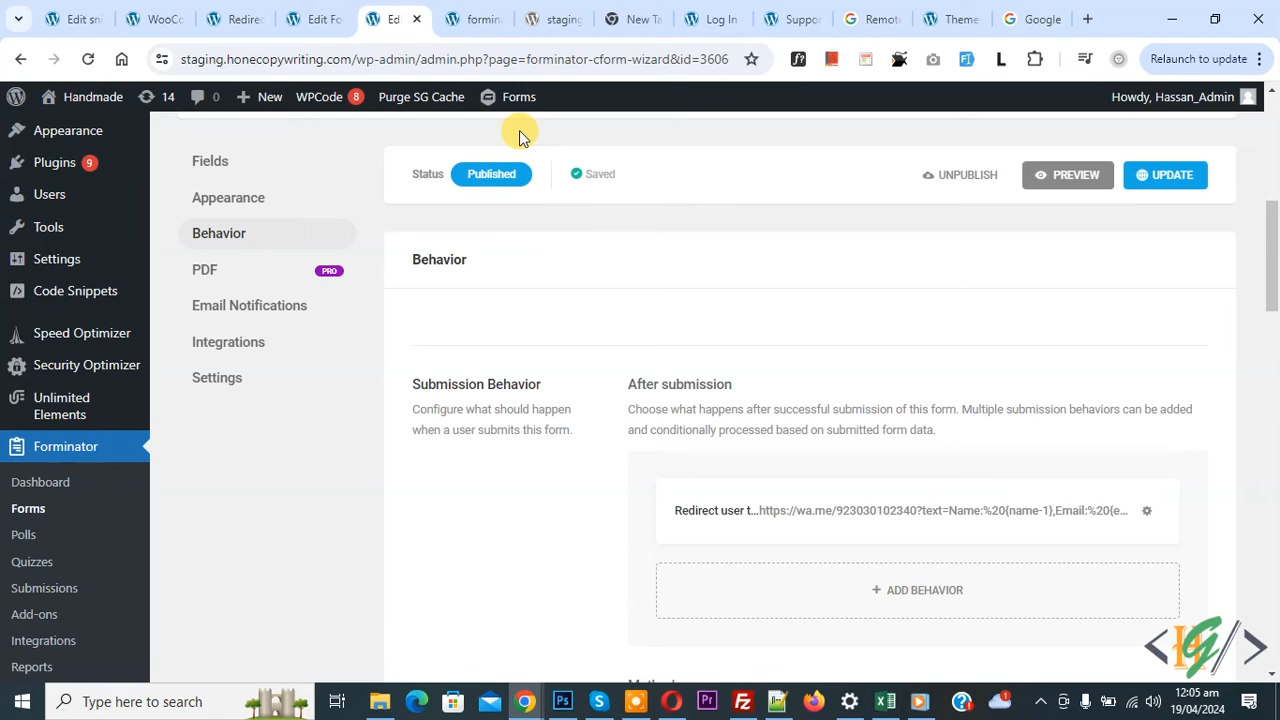 Edi sni
WooCo
Redire
Edit Fo
Edi
formina
staging
New Ta
Log In
Suppor
Remot
Theme
Google
staging.honecopywriting.com/wp-admin/admin.php?page=forminator-cform-wizard&id=3606
Relaunch to update
Handmade
14
0
New
WPCode
8
Purge SG Cache
Forms
Howdy, Hassan_Admin
Appearance
Plugins 9
Users
Tools
Settings
Code Snippets
Speed Optimizer
Security Optimizer
Unlimited
Elements
Forminator
Dashboard
Forms
Polls
Quizzes
Submissions
Add-ons
Integrations
Reports
Fields
Appearance
Behavior
PDF PRO
Email Notifications
Integrations
Settings
Status Published Saved UNPUBLISH PREVIEW UPDATE
Behavior
Submission Behavior
Configure what should happen
when a user submits this form.
After submission
Choose what happens after successful submission of this form. Multiple submission behaviors can be added
and conditionally processed based on submitted form data.
Redirect user t...https://wa.me/923030102340?text=Name:%20{name-1},Email:%20{e...
+ ADD BEHAVIOR
Type here to search
12:05 am
19/04/2024